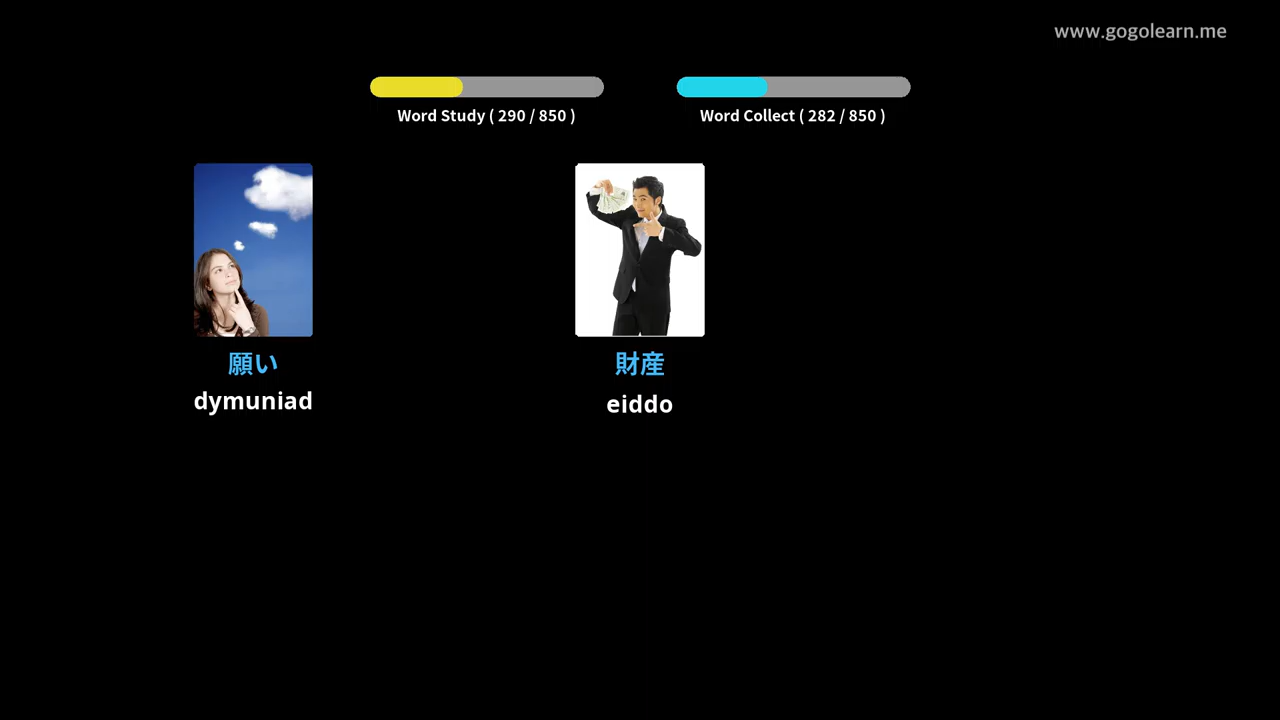 www.gogolearn.me
Word Study ( 290 / 850 )
Word Collect ( 282 / 850 )
願い
dymuniad
財産
eiddo